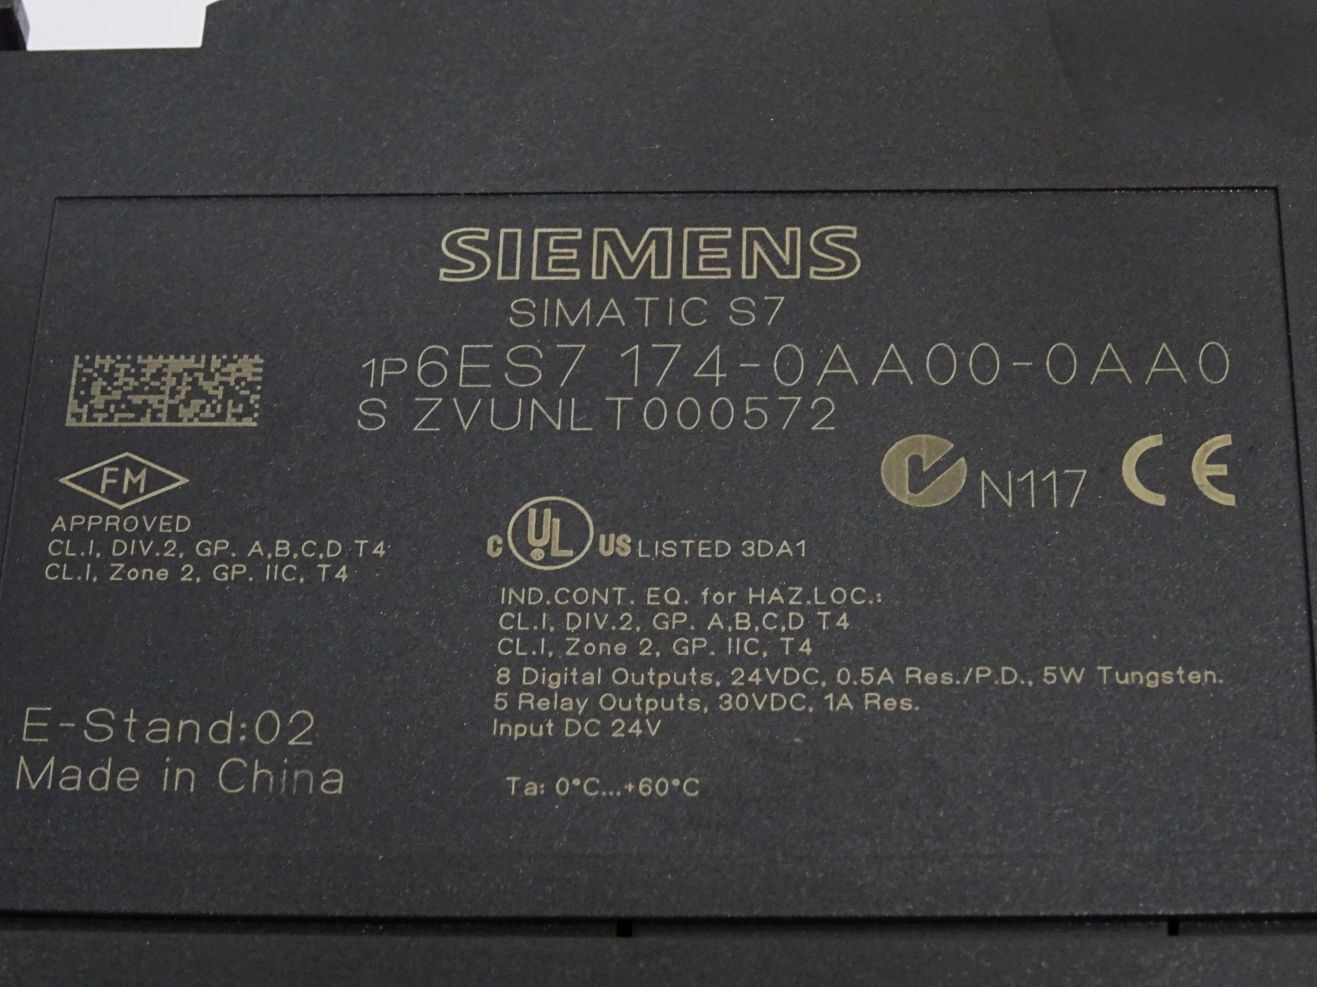 SIEMENS
SIMATIC S7
1P6ES7 174-0AA00-0AA0
S ZVUNLT000572
N117 CE
FM
APPROVED
CL.I, DIV.2, GP. A,B,C,D T4
CL.I, Zone 2, GP. IIC, T4
C UL US LISTED 3DA1
IND.CONT. EQ. for HAZ.LOC.:
CL.I, DIV.2, GP. A,B,C,D T4
CL.I, Zone 2, GP. IIC, T4
8 Digital Outputs, 24VDC, 0.5A Res./P.D., 5W Tungsten.
5 Relay Outputs, 30VDC, 1A Res.
Input DC 24V
E-Stand:02
Made in China
Ta: 0°C...+60°C